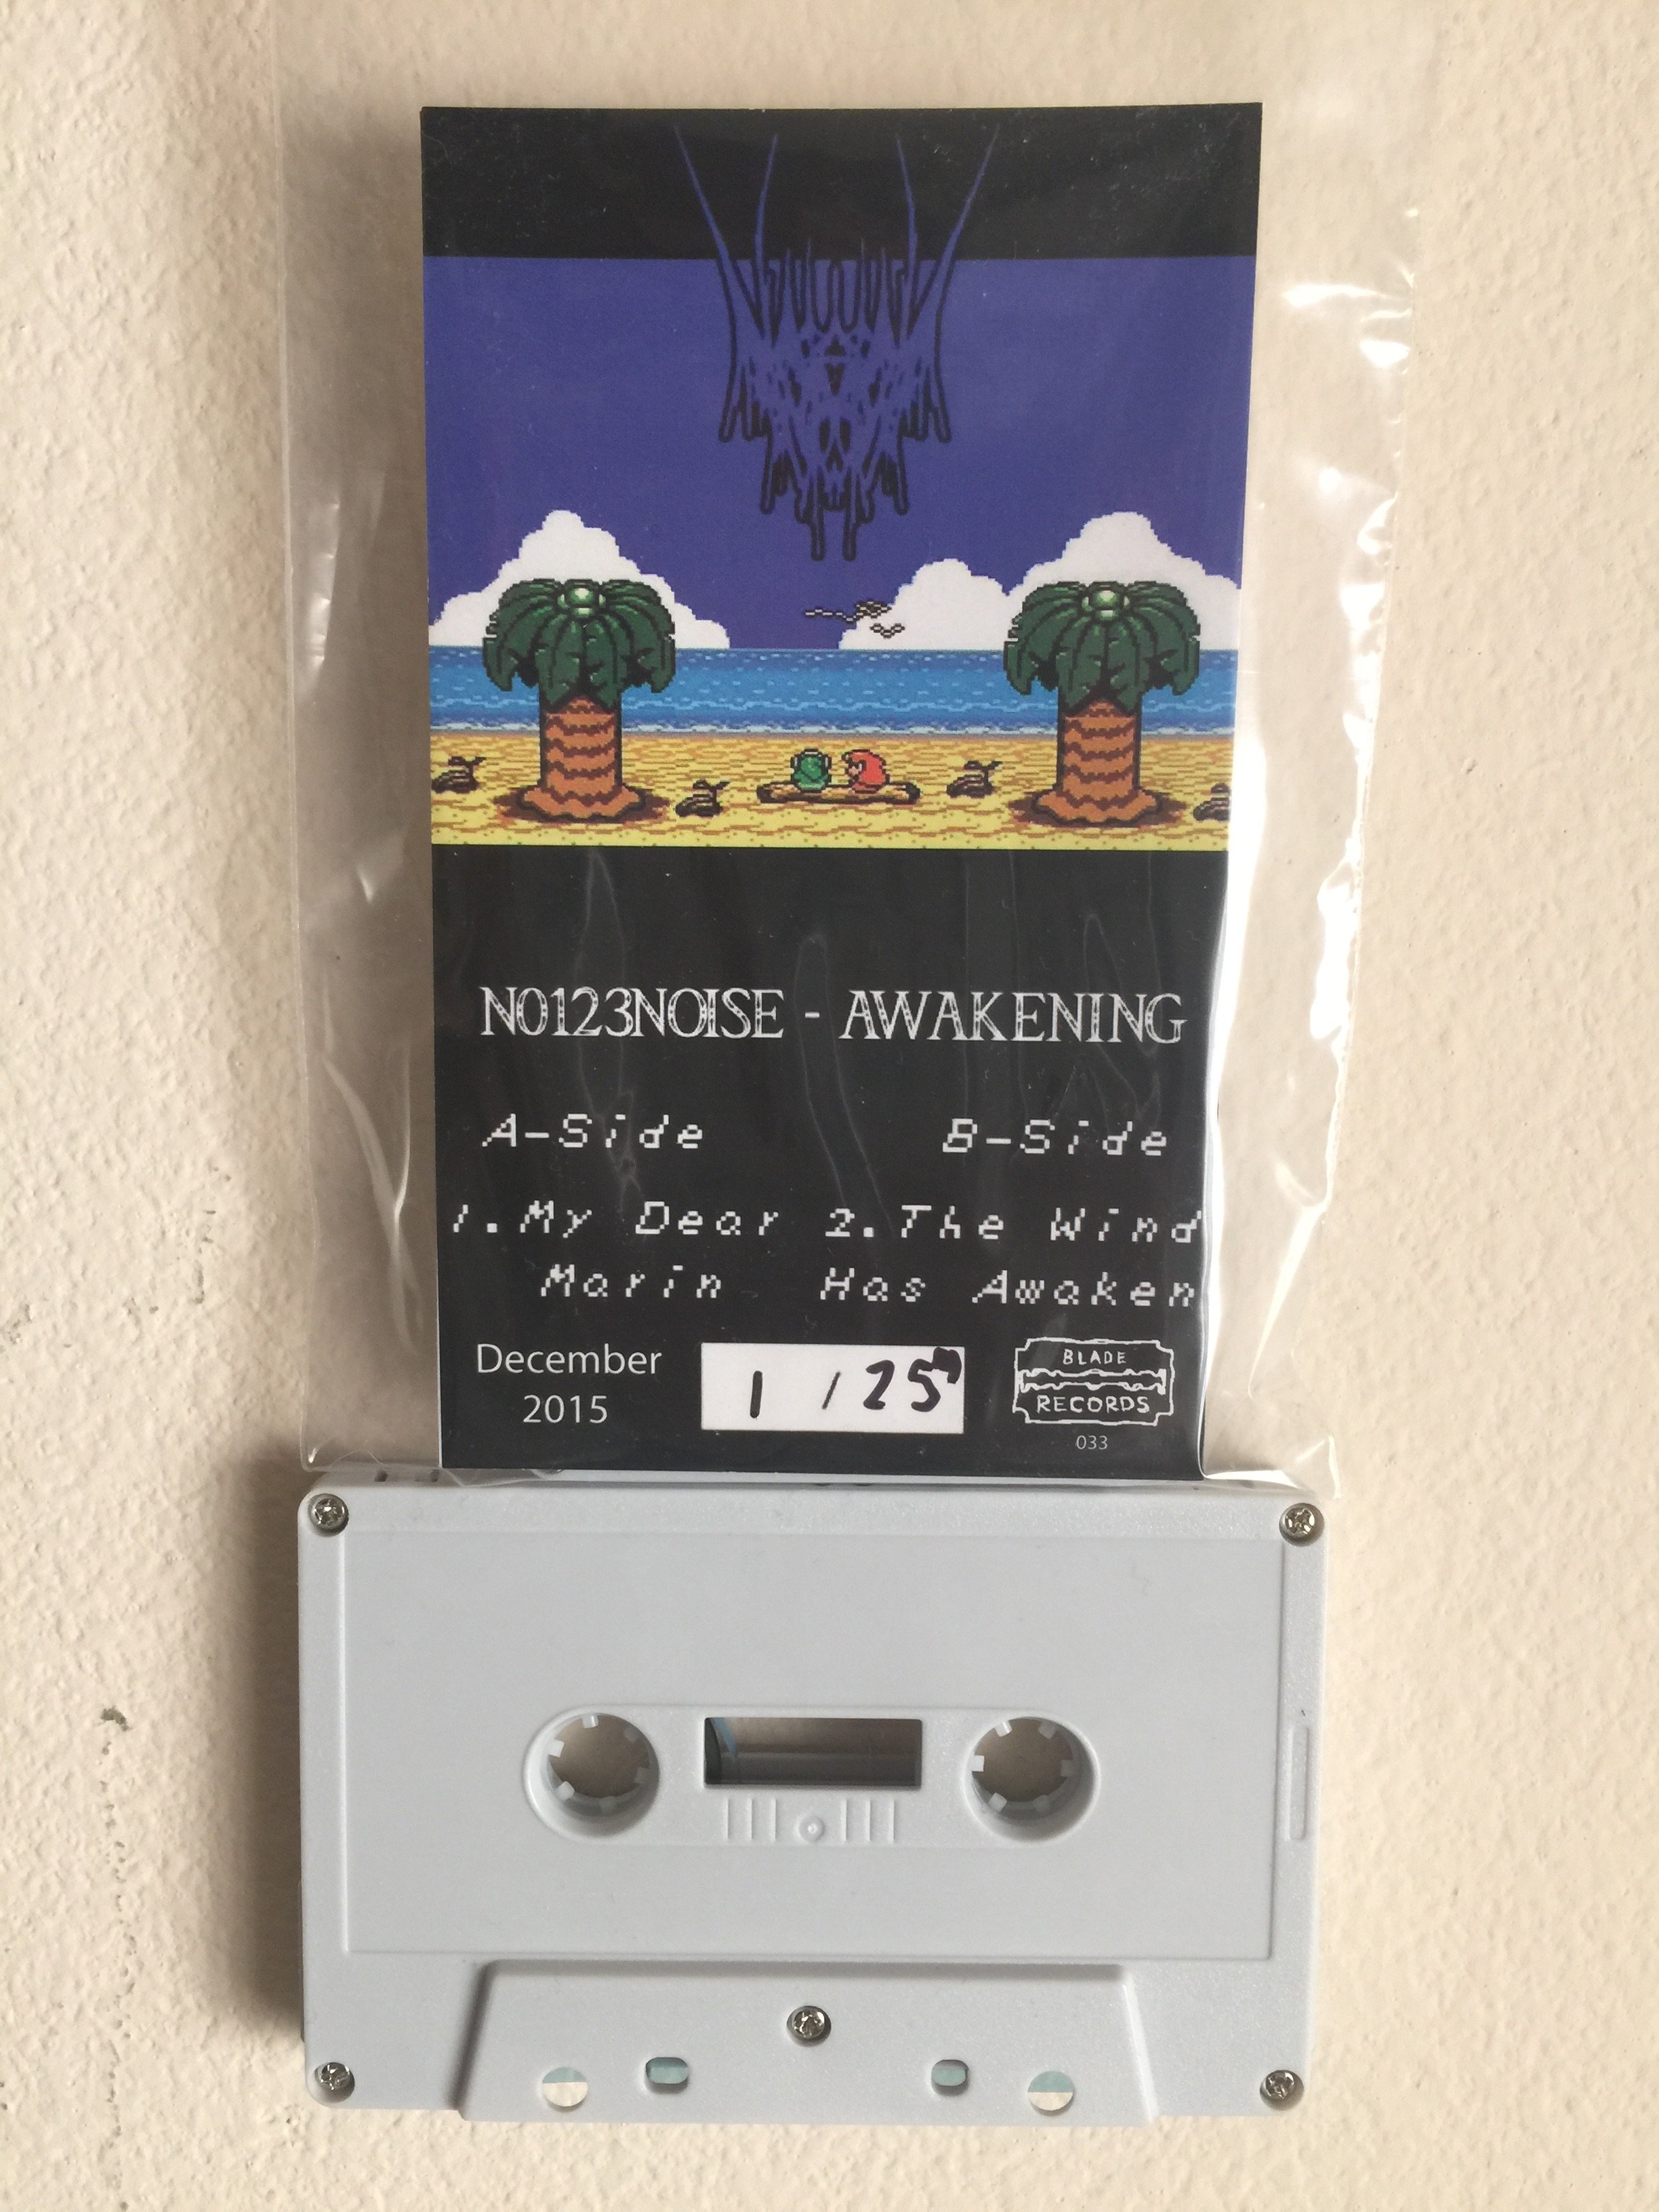 N0123NOISE - AWAKENING
A-Side
B-Side
1.My Dear
Marin
2.The Wind
Has Awaken
December
2015
1 / 25
BLADE
RECORDS
033